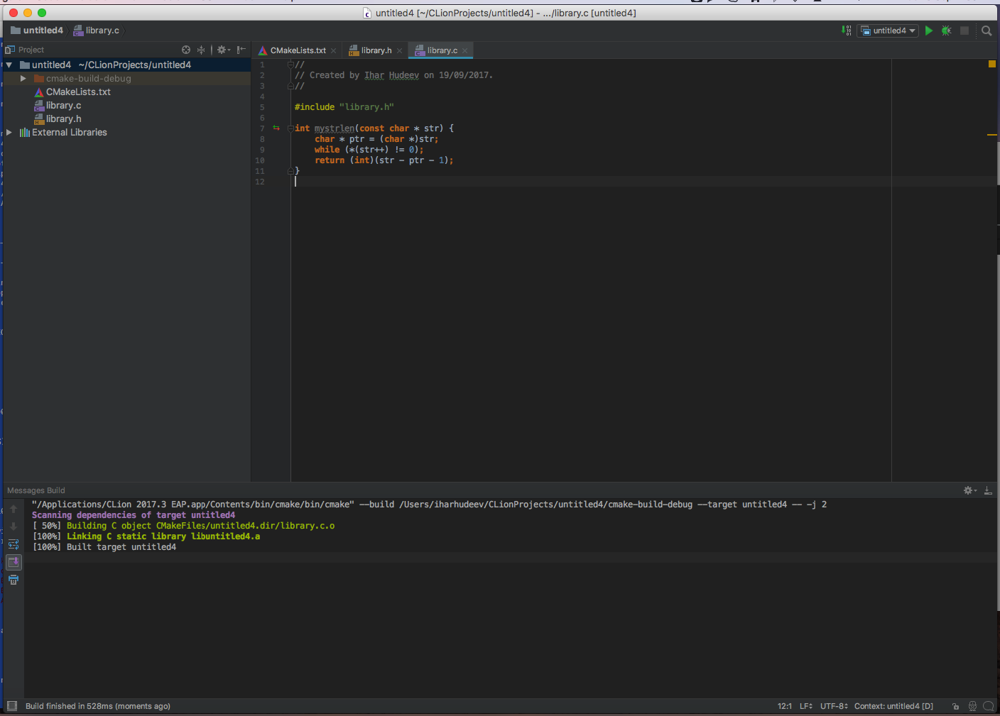 untitled4 [~/CLionProjects/untitled4] - .../library.c [untitled4]
untitled4 library.c untitled4
Project
CMakeLists.txt library.h library.c
untitled4 ~/CLionProjects/untitled4
cmake-build-debug
CMakeLists.txt
library.c
library.h
External Libraries
1 //
2 // Created by Ihar Hudeev on 19/09/2017.
3 //
4
5 #include "library.h"
6
7 int mystrlen(const char * str) {
8 char * ptr = (char *)str;
9 while (*(str++) != 0);
10 return (int)(str - ptr - 1);
11 }
12
Messages Build
"/Applications/CLion 2017.3 EAP.app/Contents/bin/cmake/bin/cmake" --build /Users/iharhudeev/CLionProjects/untitled4/cmake-build-debug --target untitled4 -- -j 2
Scanning dependencies of target untitled4
[ 50%] Building C object CMakeFiles/untitled4.dir/library.c.o
[100%] Linking C static library libuntitled4.a
[100%] Built target untitled4
Build finished in 528ms (moments ago) 12:1 LF UTF-8 Context: untitled4 [D]